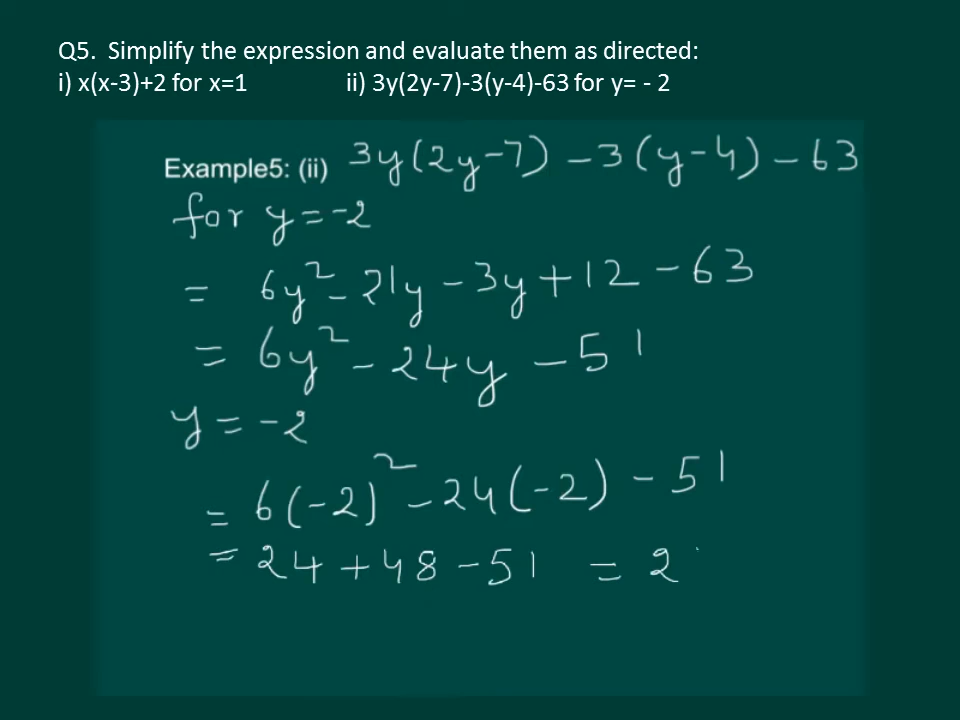 Q5. Simplify the expression and evaluate them as directed:
i) x(x-3)+2 for x=1 ii) 3y(2y-7)-3(y-4)-63 for y= - 2
Example5: (ii) 3y(2y-7) -3(y-4) - 63
for y = -2
= 6y² - 21y - 3y + 12 - 63
= 6y² - 24y - 51
y = -2
= 6(-2)² - 24(-2) - 51
= 24 + 48 - 51 = 2